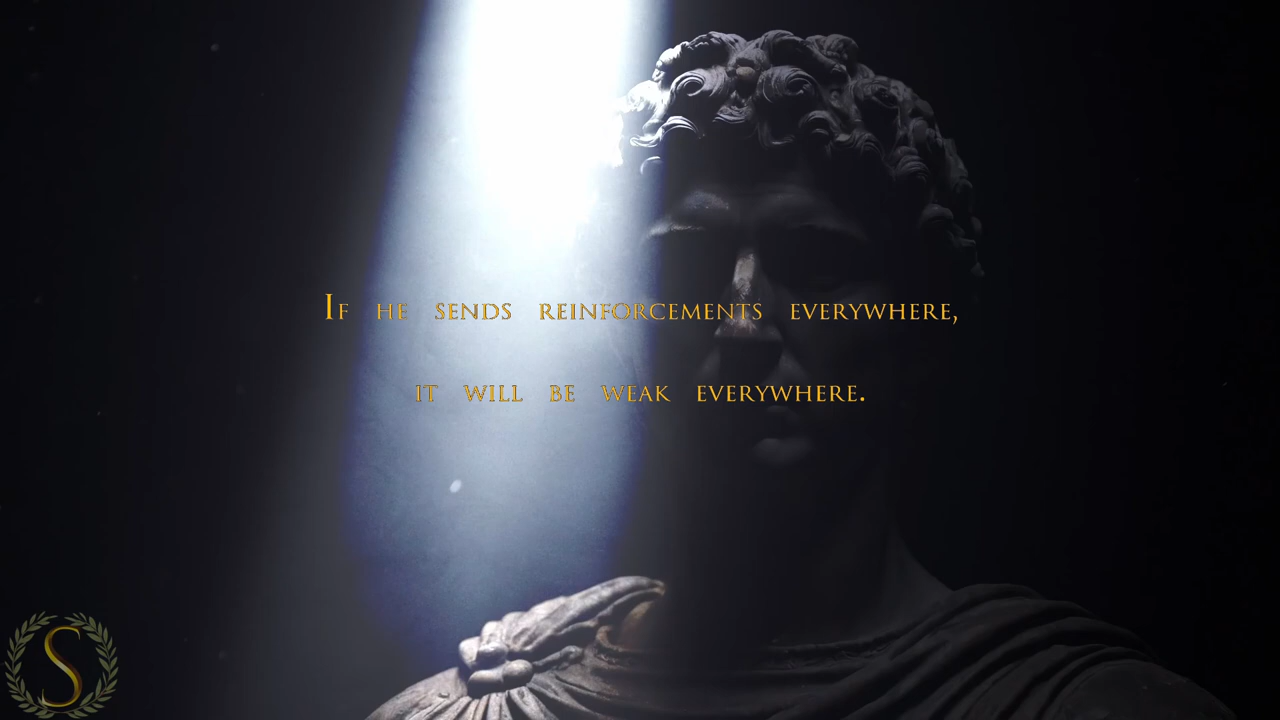 If he sends reinforcements everywhere,
it will be weak everywhere.
S